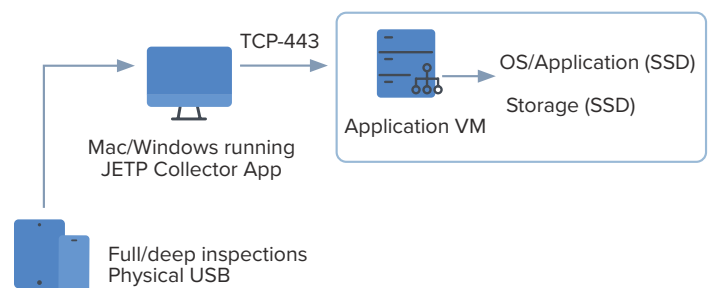 TCP-443
OS/Application (SSD)
Storage (SSD)
Application VM
Mac/Windows running
JETP Collector App
Full/deep inspections
Physical USB